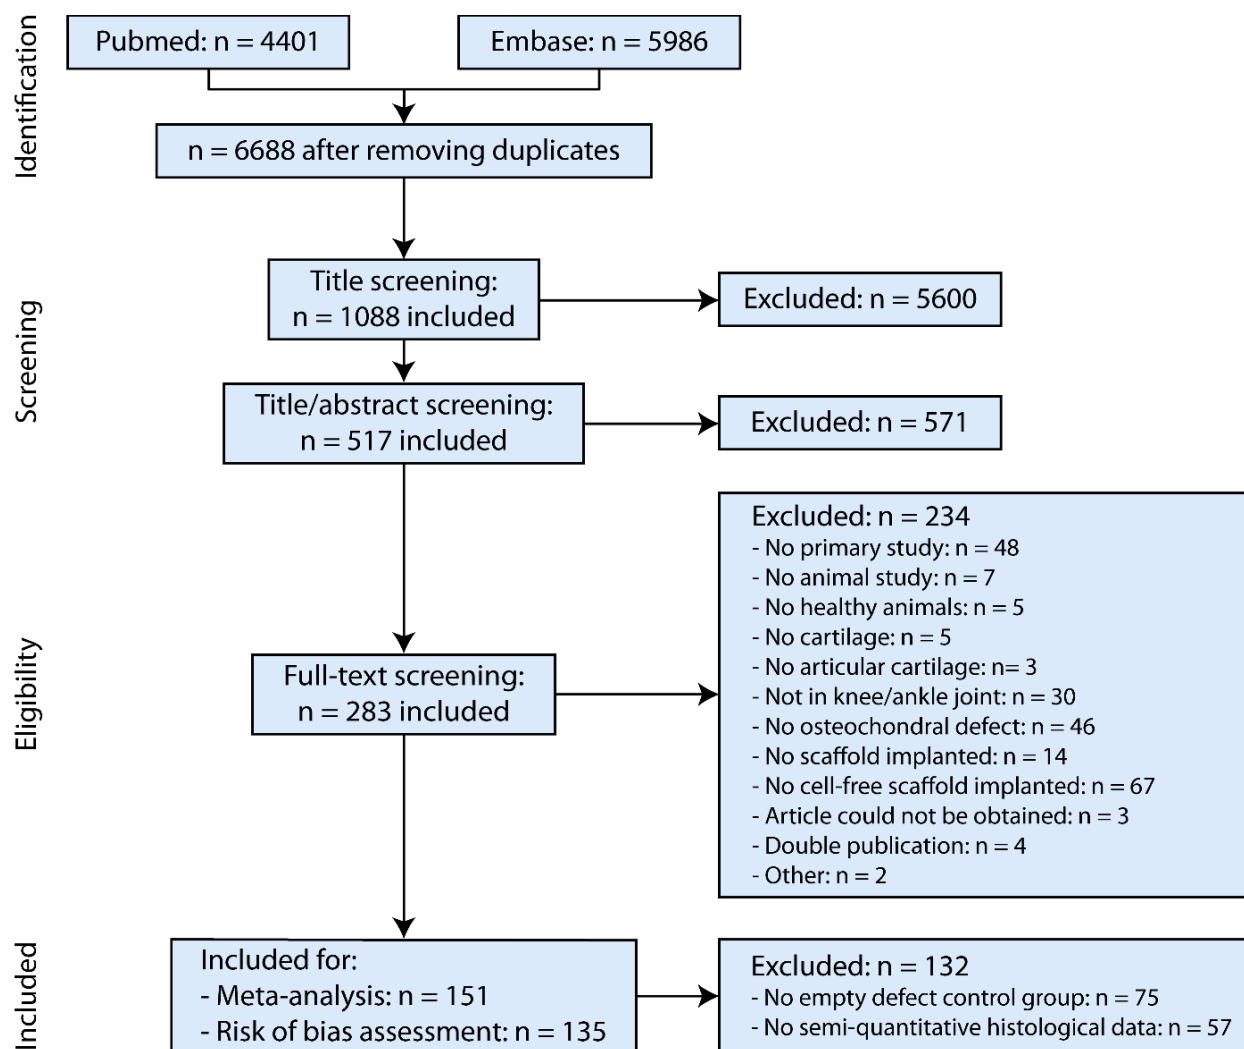 Identification
Pubmed: n = 4401
Embase: n = 5986
n = 6688 after removing duplicates
Screening
Title screening:
n = 1088 included
Excluded: n = 5600
Title/abstract screening:
n = 517 included
Excluded: n = 571
Eligibility
Full-text screening:
n = 283 included
Excluded: n = 234
- No primary study: n = 48
- No animal study: n = 7
- No healthy animals: n = 5
- No cartilage: n = 5
- No articular cartilage: n= 3
- Not in knee/ankle joint: n = 30
- No osteochondral defect: n = 46
- No scaffold implanted: n = 14
- No cell-free scaffold implanted: n = 67
- Article could not be obtained: n = 3
- Double publication: n = 4
- Other: n = 2
Included
Included for:
- Meta-analysis: n = 151
- Risk of bias assessment: n = 135
Excluded: n = 132
- No empty defect control group: n = 75
- No semi-quantitative histological data: n = 57